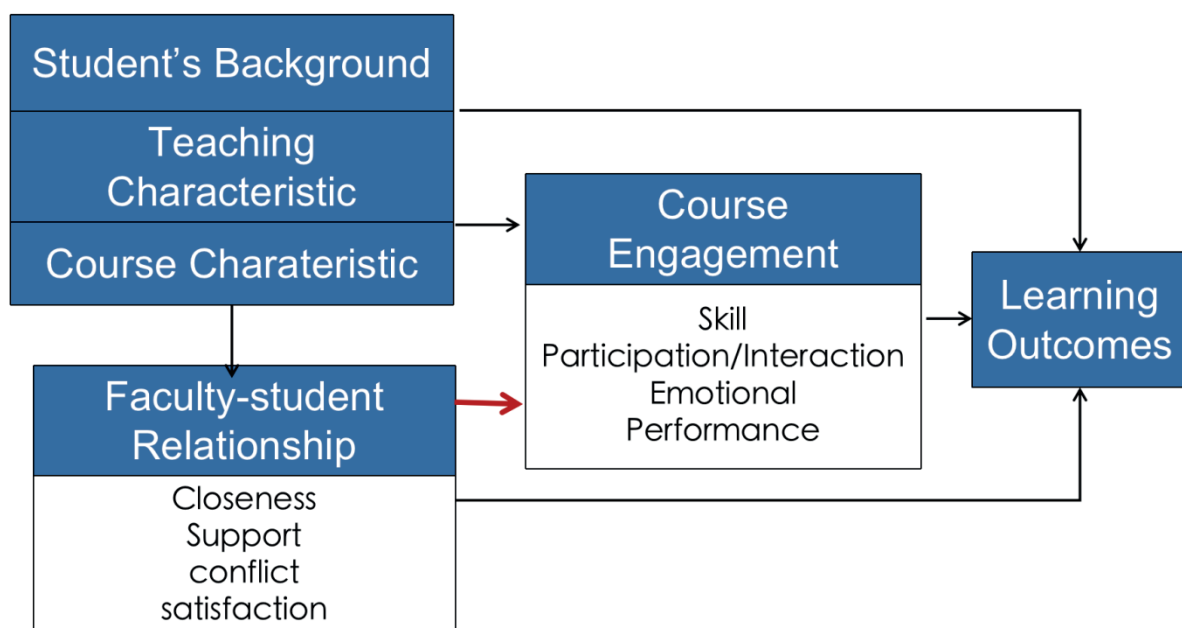 Student’s Background
Teaching
Characteristic
Course Charateristic
Faculty-student
Relationship
Closeness
Support
conflict
satisfaction
Course
Engagement
Skill
Participation/Interaction
Emotional
Performance
Learning
Outcomes